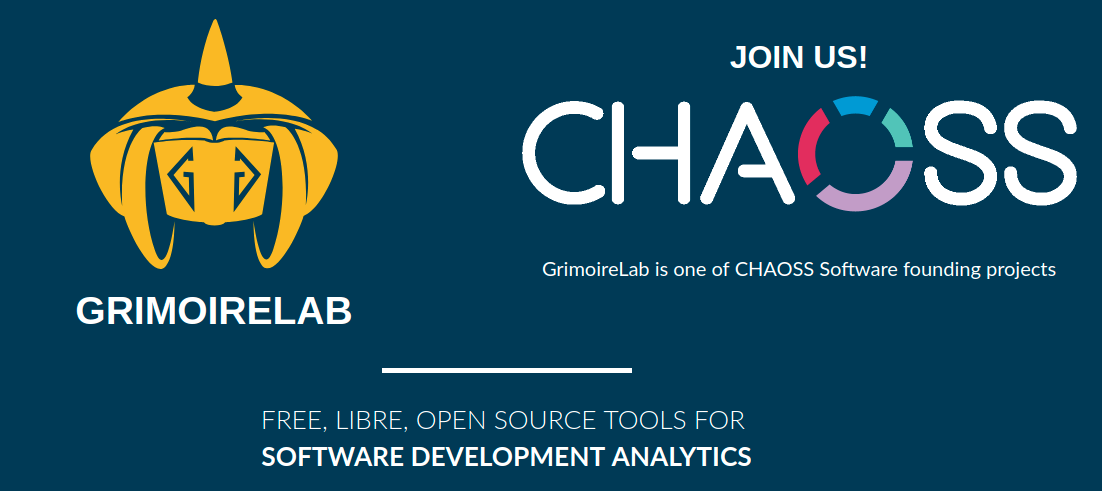 JOIN US!
CHAOSS
GrimoireLab is one of CHAOSS Software founding projects
GRIMOIRELAB
FREE, LIBRE, OPEN SOURCE TOOLS FOR
SOFTWARE DEVELOPMENT ANALYTICS